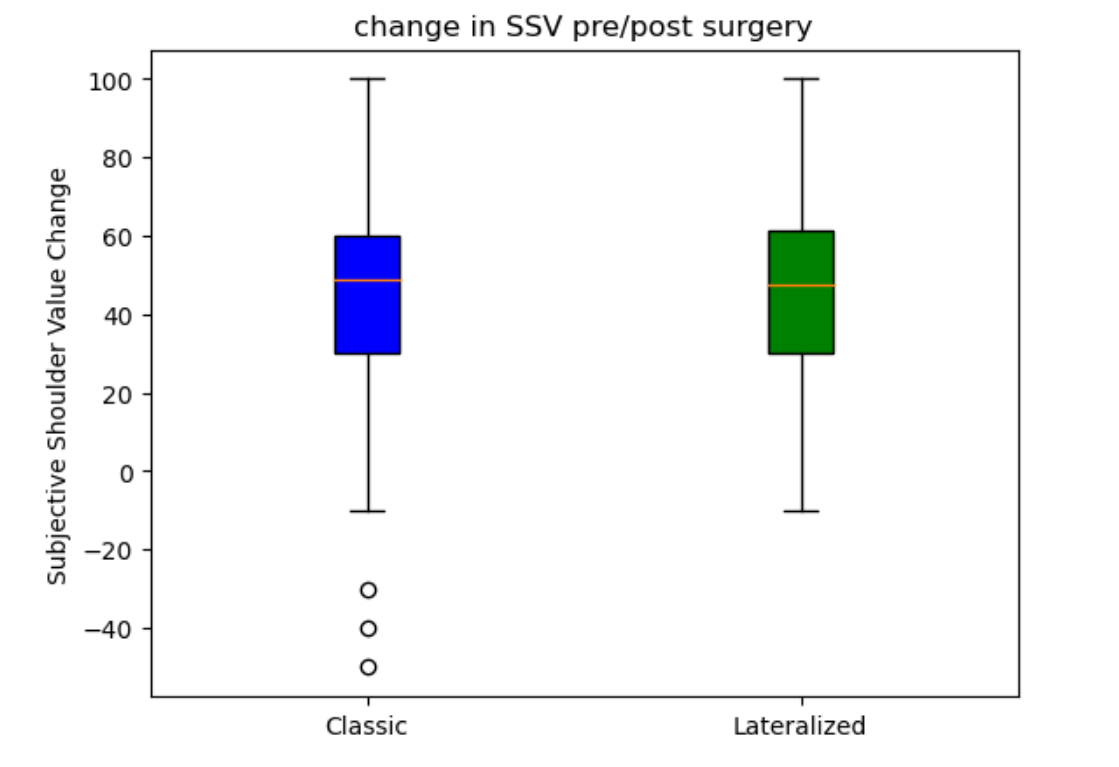 change in SSV pre/post surgery
Subjective Shoulder Value Change
100
80
60
40
20
0
−20
−40
Classic
Lateralized